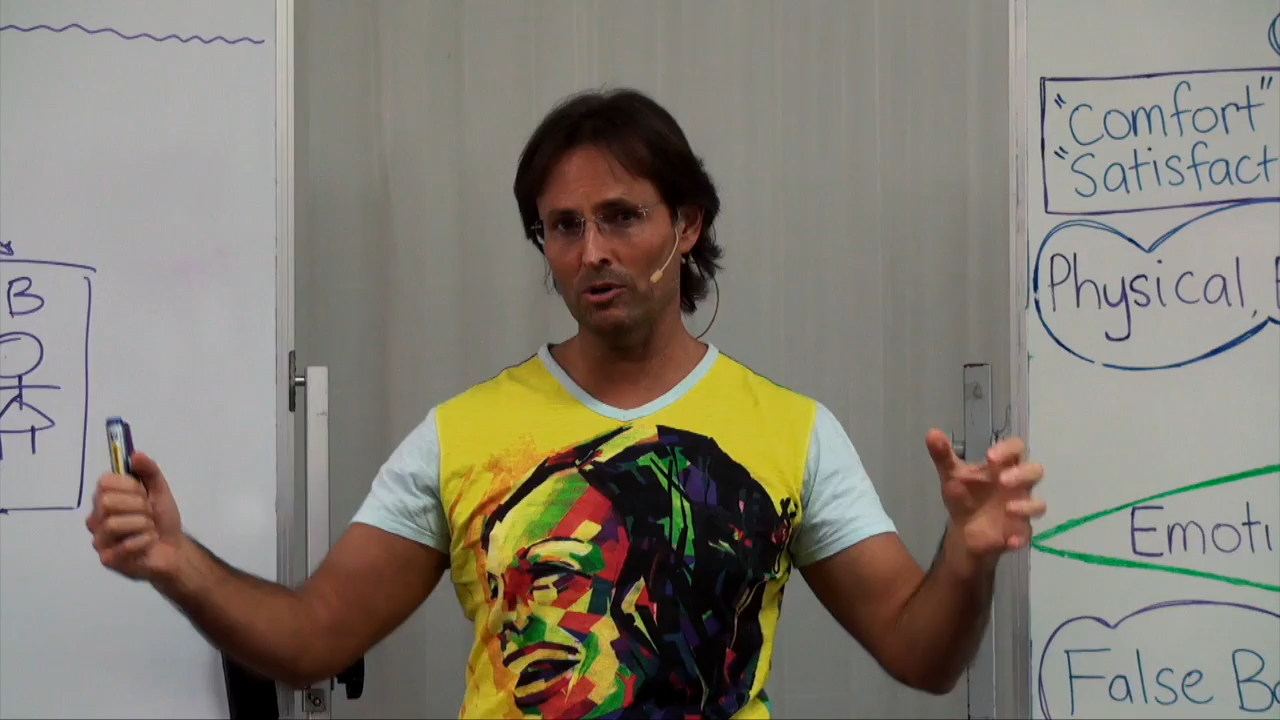 B
"Comfort"
"Satisfact
Physical,
Emoti
False